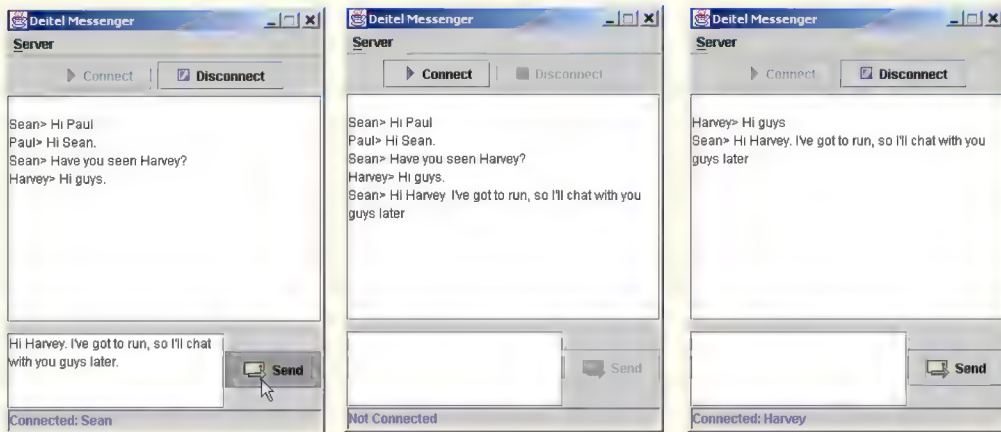 Deitel Messenger
Server
Connect
Disconnect
Sean> Hi Paul
Paul> Hi Sean.
Sean> Have you seen Harvey?
Harvey> Hi guys.
Hi Harvey. I've got to run, so I'll chat
with you guys later.
Send
Connected: Sean
Deitel Messenger
Server
Connect
Disconnect
Sean> Hi Paul
Paul> Hi Sean.
Sean> Have you seen Harvey?
Harvey> Hi guys.
Sean> Hi Harvey I've got to run, so I'll chat with you
guys later
Send
Not Connected
Deitel Messenger
Server
Connect
Disconnect
Harvey> Hi guys
Sean> Hi Harvey. I've got to run, so I'll chat with you
guys later
Send
Connected: Harvey